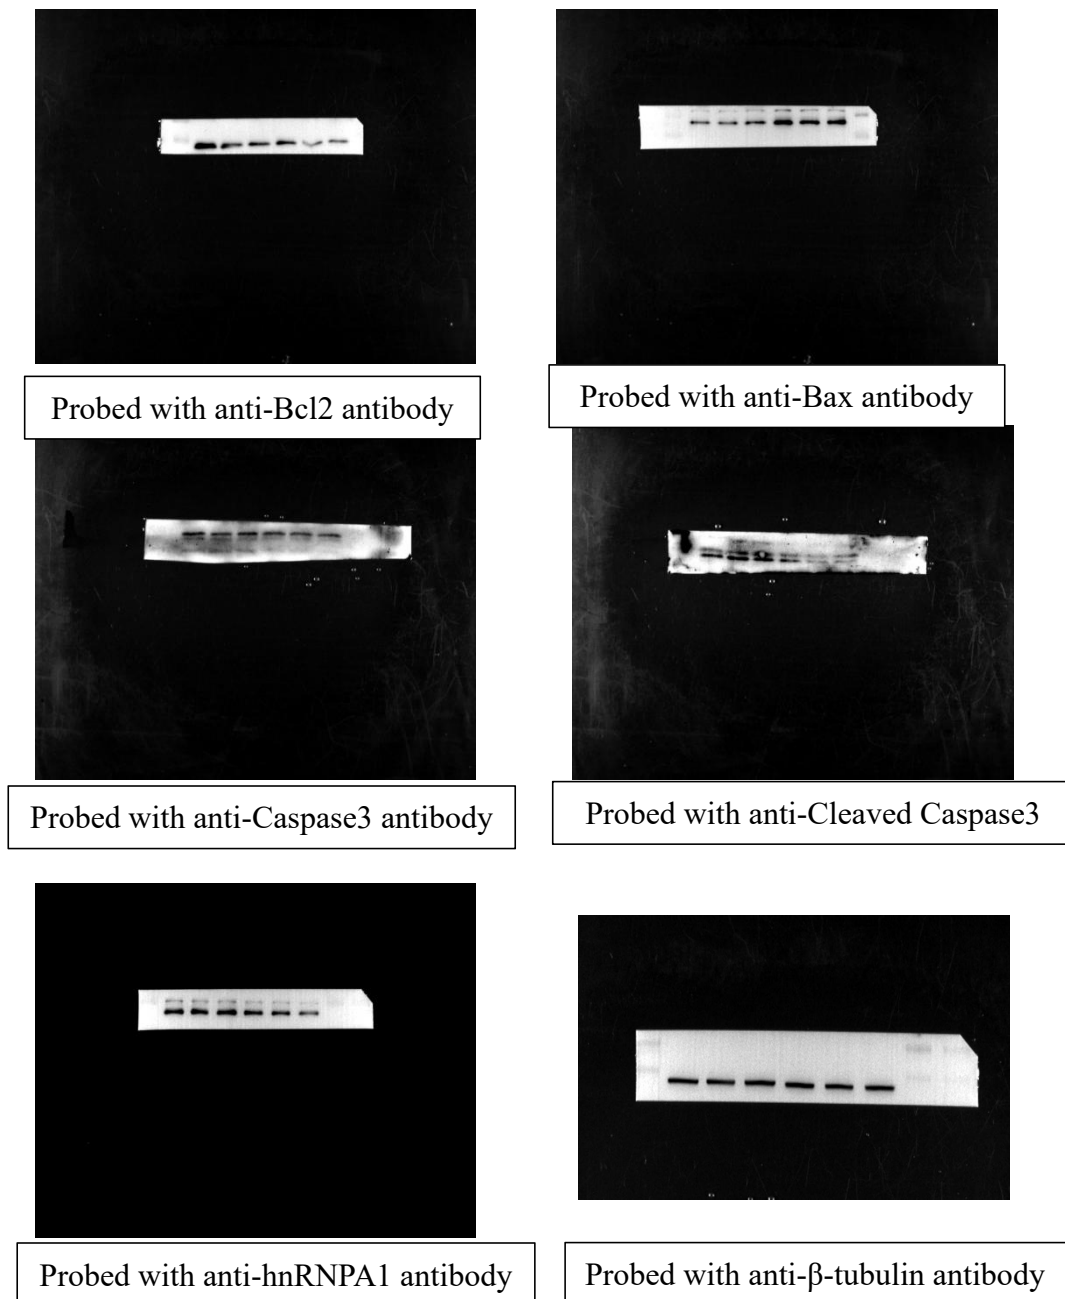 Probed with anti-Bcl2 antibody
Probed with anti-Bax antibody
Probed with anti-Caspase3 antibody
Probed with anti-Cleaved Caspase3
Probed with anti-hnRNPA1 antibody
Probed with anti-β-tubulin antibody